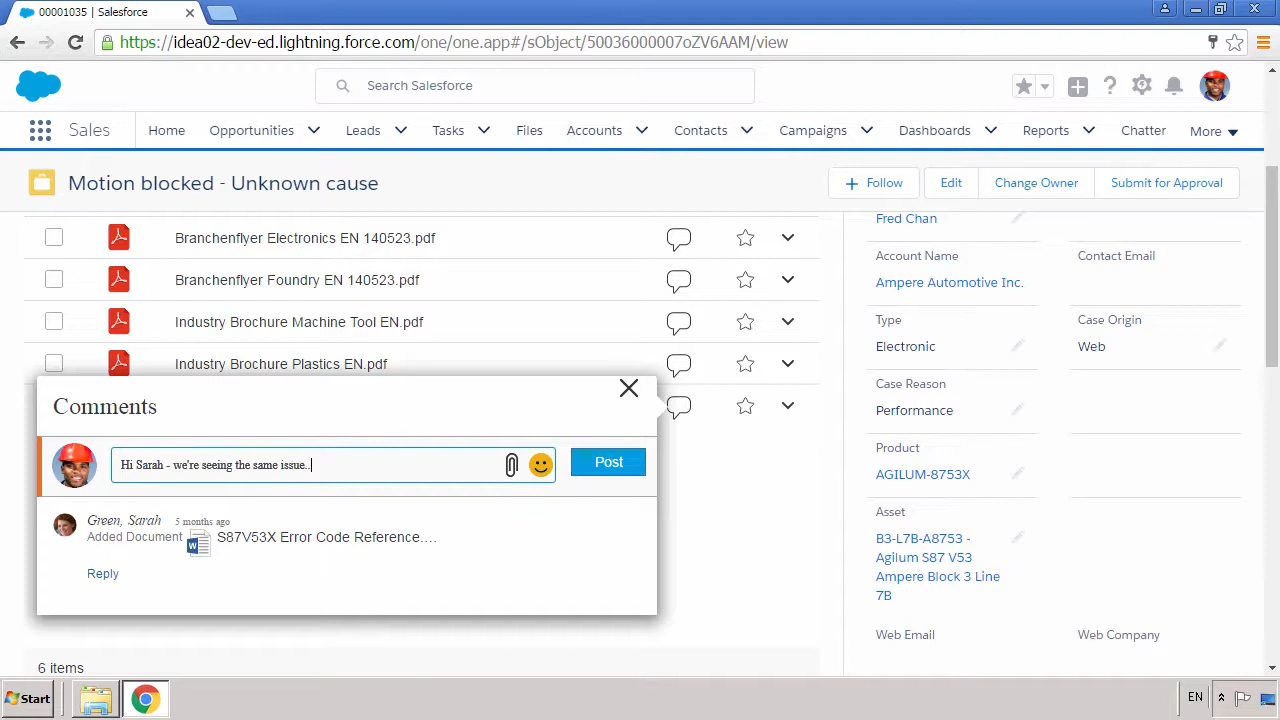 00001035 | Salesforce
https://idea02-dev-ed.lightning.force.com/one/one.app#/sObject/50036000007oZV6AAM/view
Search Salesforce
Sales
Home
Opportunities
Leads
Tasks
Files
Accounts
Contacts
Campaigns
Dashboards
Reports
Chatter
More
Motion blocked - Unknown cause
Follow
Edit
Change Owner
Submit for Approval
Branchenflyer Electronics EN 140523.pdf
Branchenflyer Foundry EN 140523.pdf
Industry Brochure Machine Tool EN.pdf
Industry Brochure Plastics EN.pdf
Comments
Hi Sarah - we're seeing the same issue..
Post
Green, Sarah 5 months ago
Added Document S87V53X Error Code Reference....
Reply
6 items
Fred Chan
Account Name
Contact Email
Ampere Automotive Inc.
Type
Case Origin
Electronic
Web
Case Reason
Performance
Product
AGILUM-8753X
Asset
B3-L7B-A8753 -
Agilum S87 V53
Ampere Block 3 Line
7B
Web Email
Web Company
Start
EN